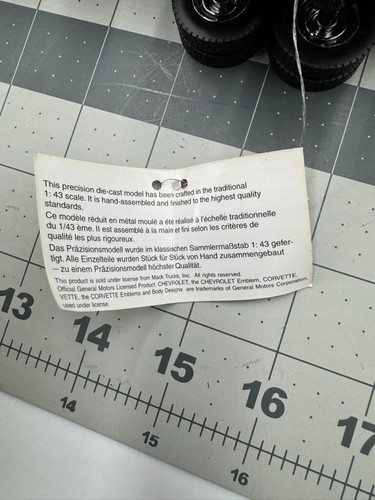 This precision die-cast model has been crafted in the traditional
1: 43 scale. It is hand-assembled and finished to the highest quality
standards.
Ce modèle réduit en métal moulé a été réalisé à l'échelle traditionnelle
du 1/43 ème. Il est assemblé à la main et fini selon les critères de
qualité les plus rigoureux.
Das Präzisionsmodell wurde im klassischen Sammlermaßstab 1: 43 gefer-
tigt. Alle Einzelteile wurden Stück für Stück von Hand zusammengebaut
— zu einem Präzisionsmodell höchster Qualität.
This product is sold under license from Mack Trucks, Inc. All rights reserved.
Official General Motors Licensed Product, CHEVROLET, the CHEVROLET Emblem, CORVETTE,
VETTE, the CORVETTE Emblems and Body Designs are trademarks of General Motors Corporation,
used under license.
13 14 15 16 17
14 15 16